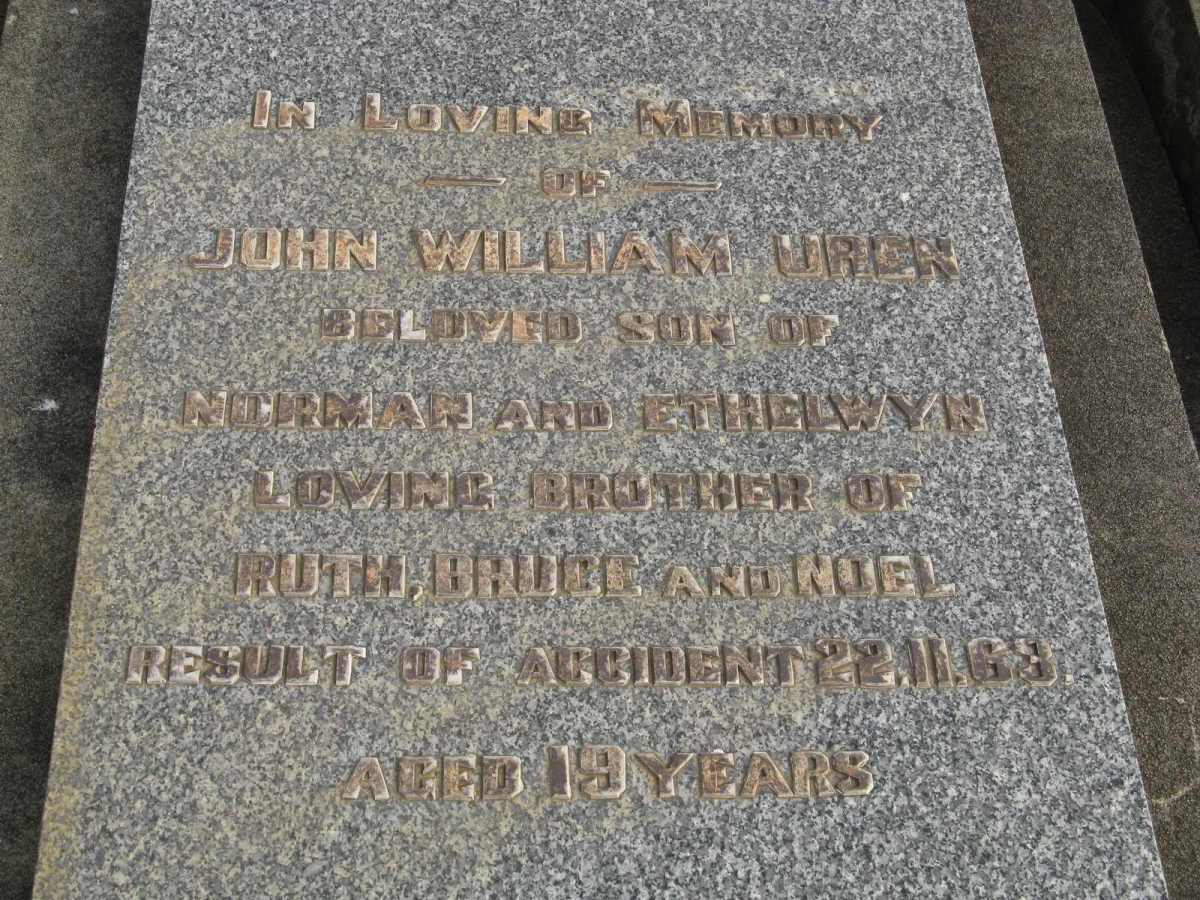 In Loving Memory
— OF —
JOHN WILLIAM UREN
BELOVED SON OF
NORMAN AND ETHELWYN
LOVING BROTHER OF
RUTH, BRUCE AND NOEL
RESULT OF ACCIDENT 22.11.63.
AGED 19 YEARS